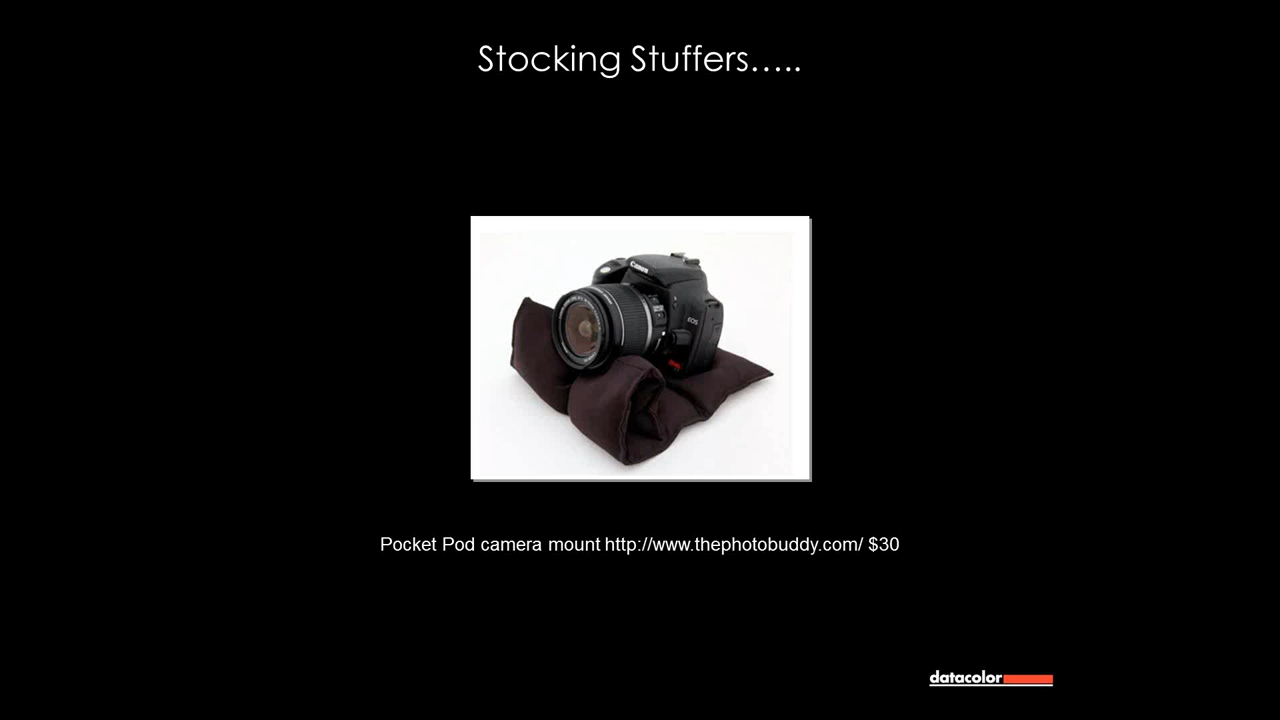 Stocking Stuffers…..
Canon
EOS
Pocket Pod camera mount http://www.thephotobuddy.com/ $30
datacolor